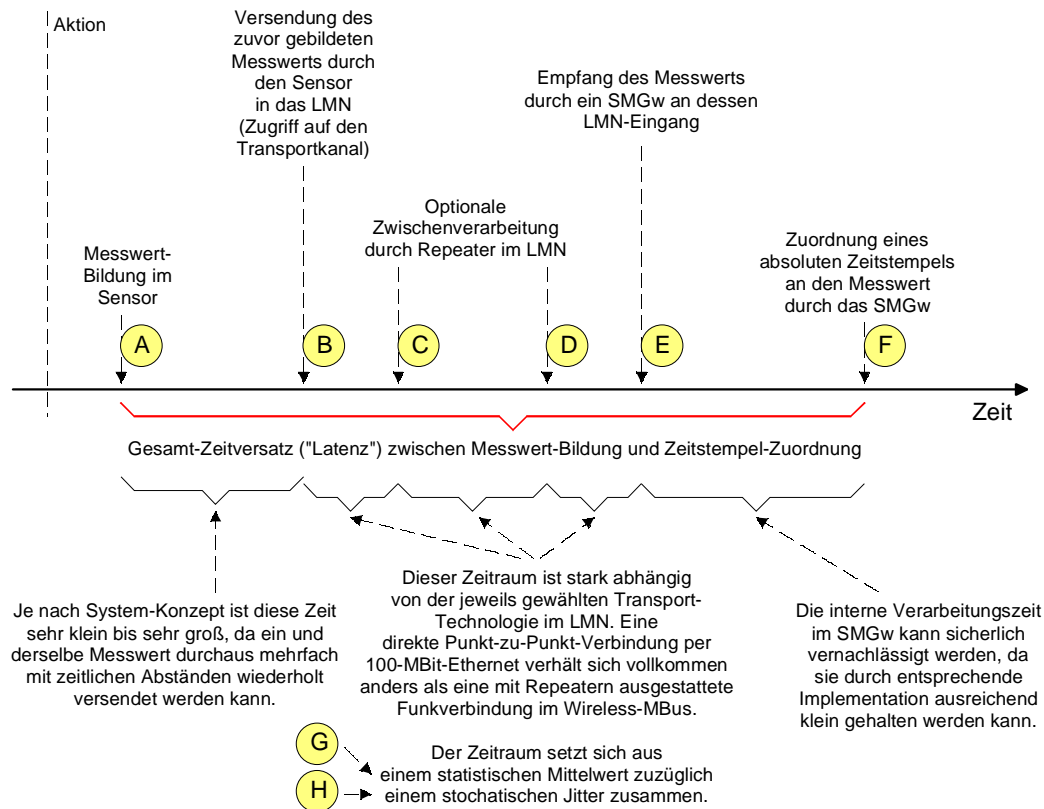 Aktion
Versendung des
zuvor gebildeten
Messwerts durch
den Sensor
in das LMN
(Zugriff auf den
Transportkanal)
Empfang des Messwerts
durch ein SMGw an dessen
LMN-Eingang
Optionale
Zwischenverarbeitung
durch Repeater im LMN
Messwert-
Bildung im
Sensor
Zuordnung eines
absoluten Zeitstempels
an den Messwert
durch das SMGw
A
B
C
D
E
F
Zeit
Gesamt-Zeitversatz ("Latenz") zwischen Messwert-Bildung und Zeitstempel-Zuordnung
Je nach System-Konzept ist diese Zeit
sehr klein bis sehr groß, da ein und
derselbe Messwert durchaus mehrfach
mit zeitlichen Abständen wiederholt
versendet werden kann.
Dieser Zeitraum ist stark abhängig
von der jeweils gewählten Transport-
Technologie im LMN. Eine
direkte Punkt-zu-Punkt-Verbindung per
100-MBit-Ethernet verhält sich vollkommen
anders als eine mit Repeatern ausgestattete
Funkverbindung im Wireless-MBus.
Die interne Verarbeitungszeit
im SMGw kann sicherlich
vernachlässigt werden, da
sie durch entsprechende
Implementation ausreichend
klein gehalten werden kann.
G
H
Der Zeitraum setzt sich aus
einem statistischen Mittelwert zuzüglich
einem stochatischen Jitter zusammen.